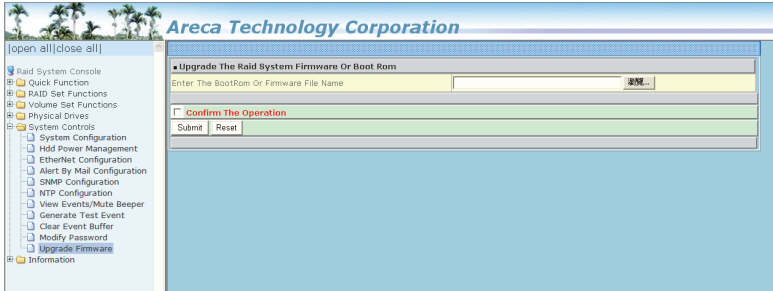 Areca Technology Corporation
|open all|close all|
Raid System Console
Quick Function
RAID Set Functions
Volume Set Functions
Physical Drives
System Controls
System Configuration
Hdd Power Management
EtherNet Configuration
Alert By Mail Configuration
SNMP Configuration
NTP Configuration
View Events/Mute Beeper
Generate Test Event
Clear Event Buffer
Modify Password
Upgrade Firmware
Information
Upgrade The Raid System Firmware Or Boot Rom
Enter The BootRom Or Firmware File Name
瀏覽...
Confirm The Operation
Submit Reset